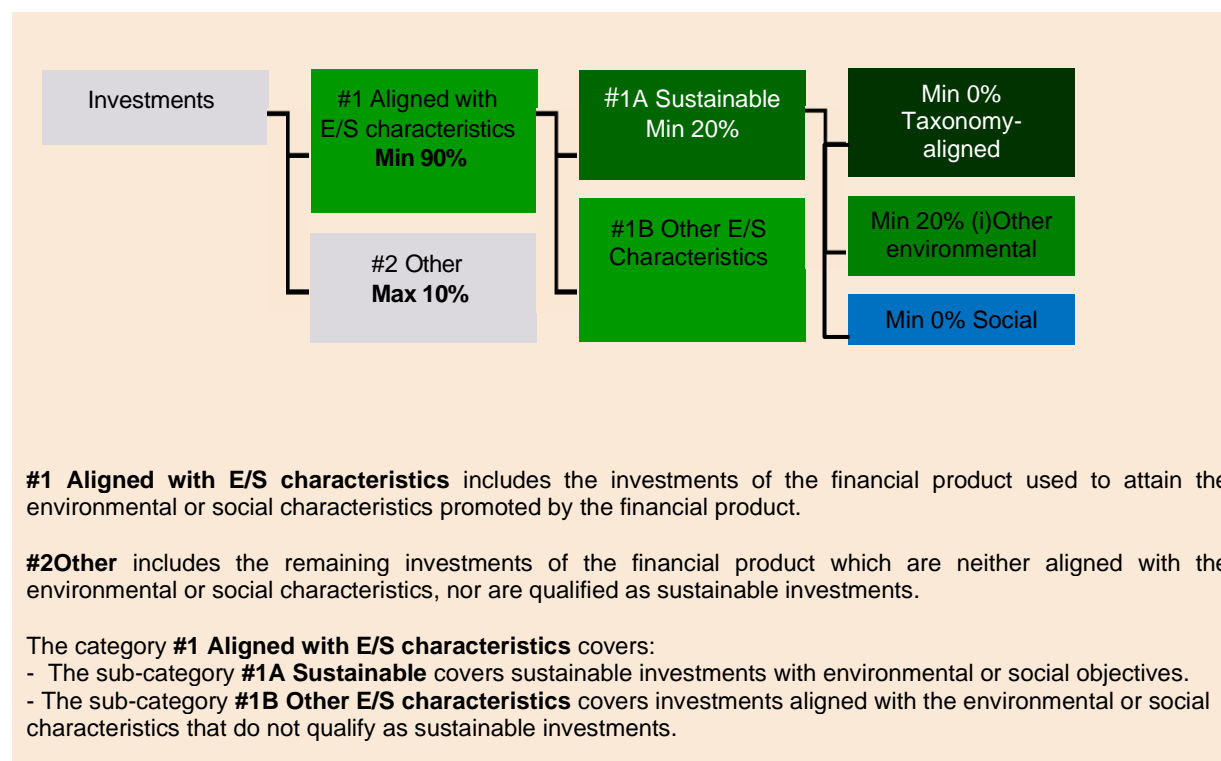 Investments
#1 Aligned with
E/S characteristics
Min 90%
#2 Other
Max 10%
#1A Sustainable
Min 20%
#1B Other E/S
Characteristics
Min 0%
Taxonomy-
aligned
Min 20% (i)Other
environmental
Min 0% Social
#1 Aligned with E/S characteristics includes the investments of the financial product used to attain the
environmental or social characteristics promoted by the financial product.
#2Other includes the remaining investments of the financial product which are neither aligned with the
environmental or social characteristics, nor are qualified as sustainable investments.
The category #1 Aligned with E/S characteristics covers:
- The sub-category #1A Sustainable covers sustainable investments with environmental or social objectives.
- The sub-category #1B Other E/S characteristics covers investments aligned with the environmental or social
characteristics that do not qualify as sustainable investments.